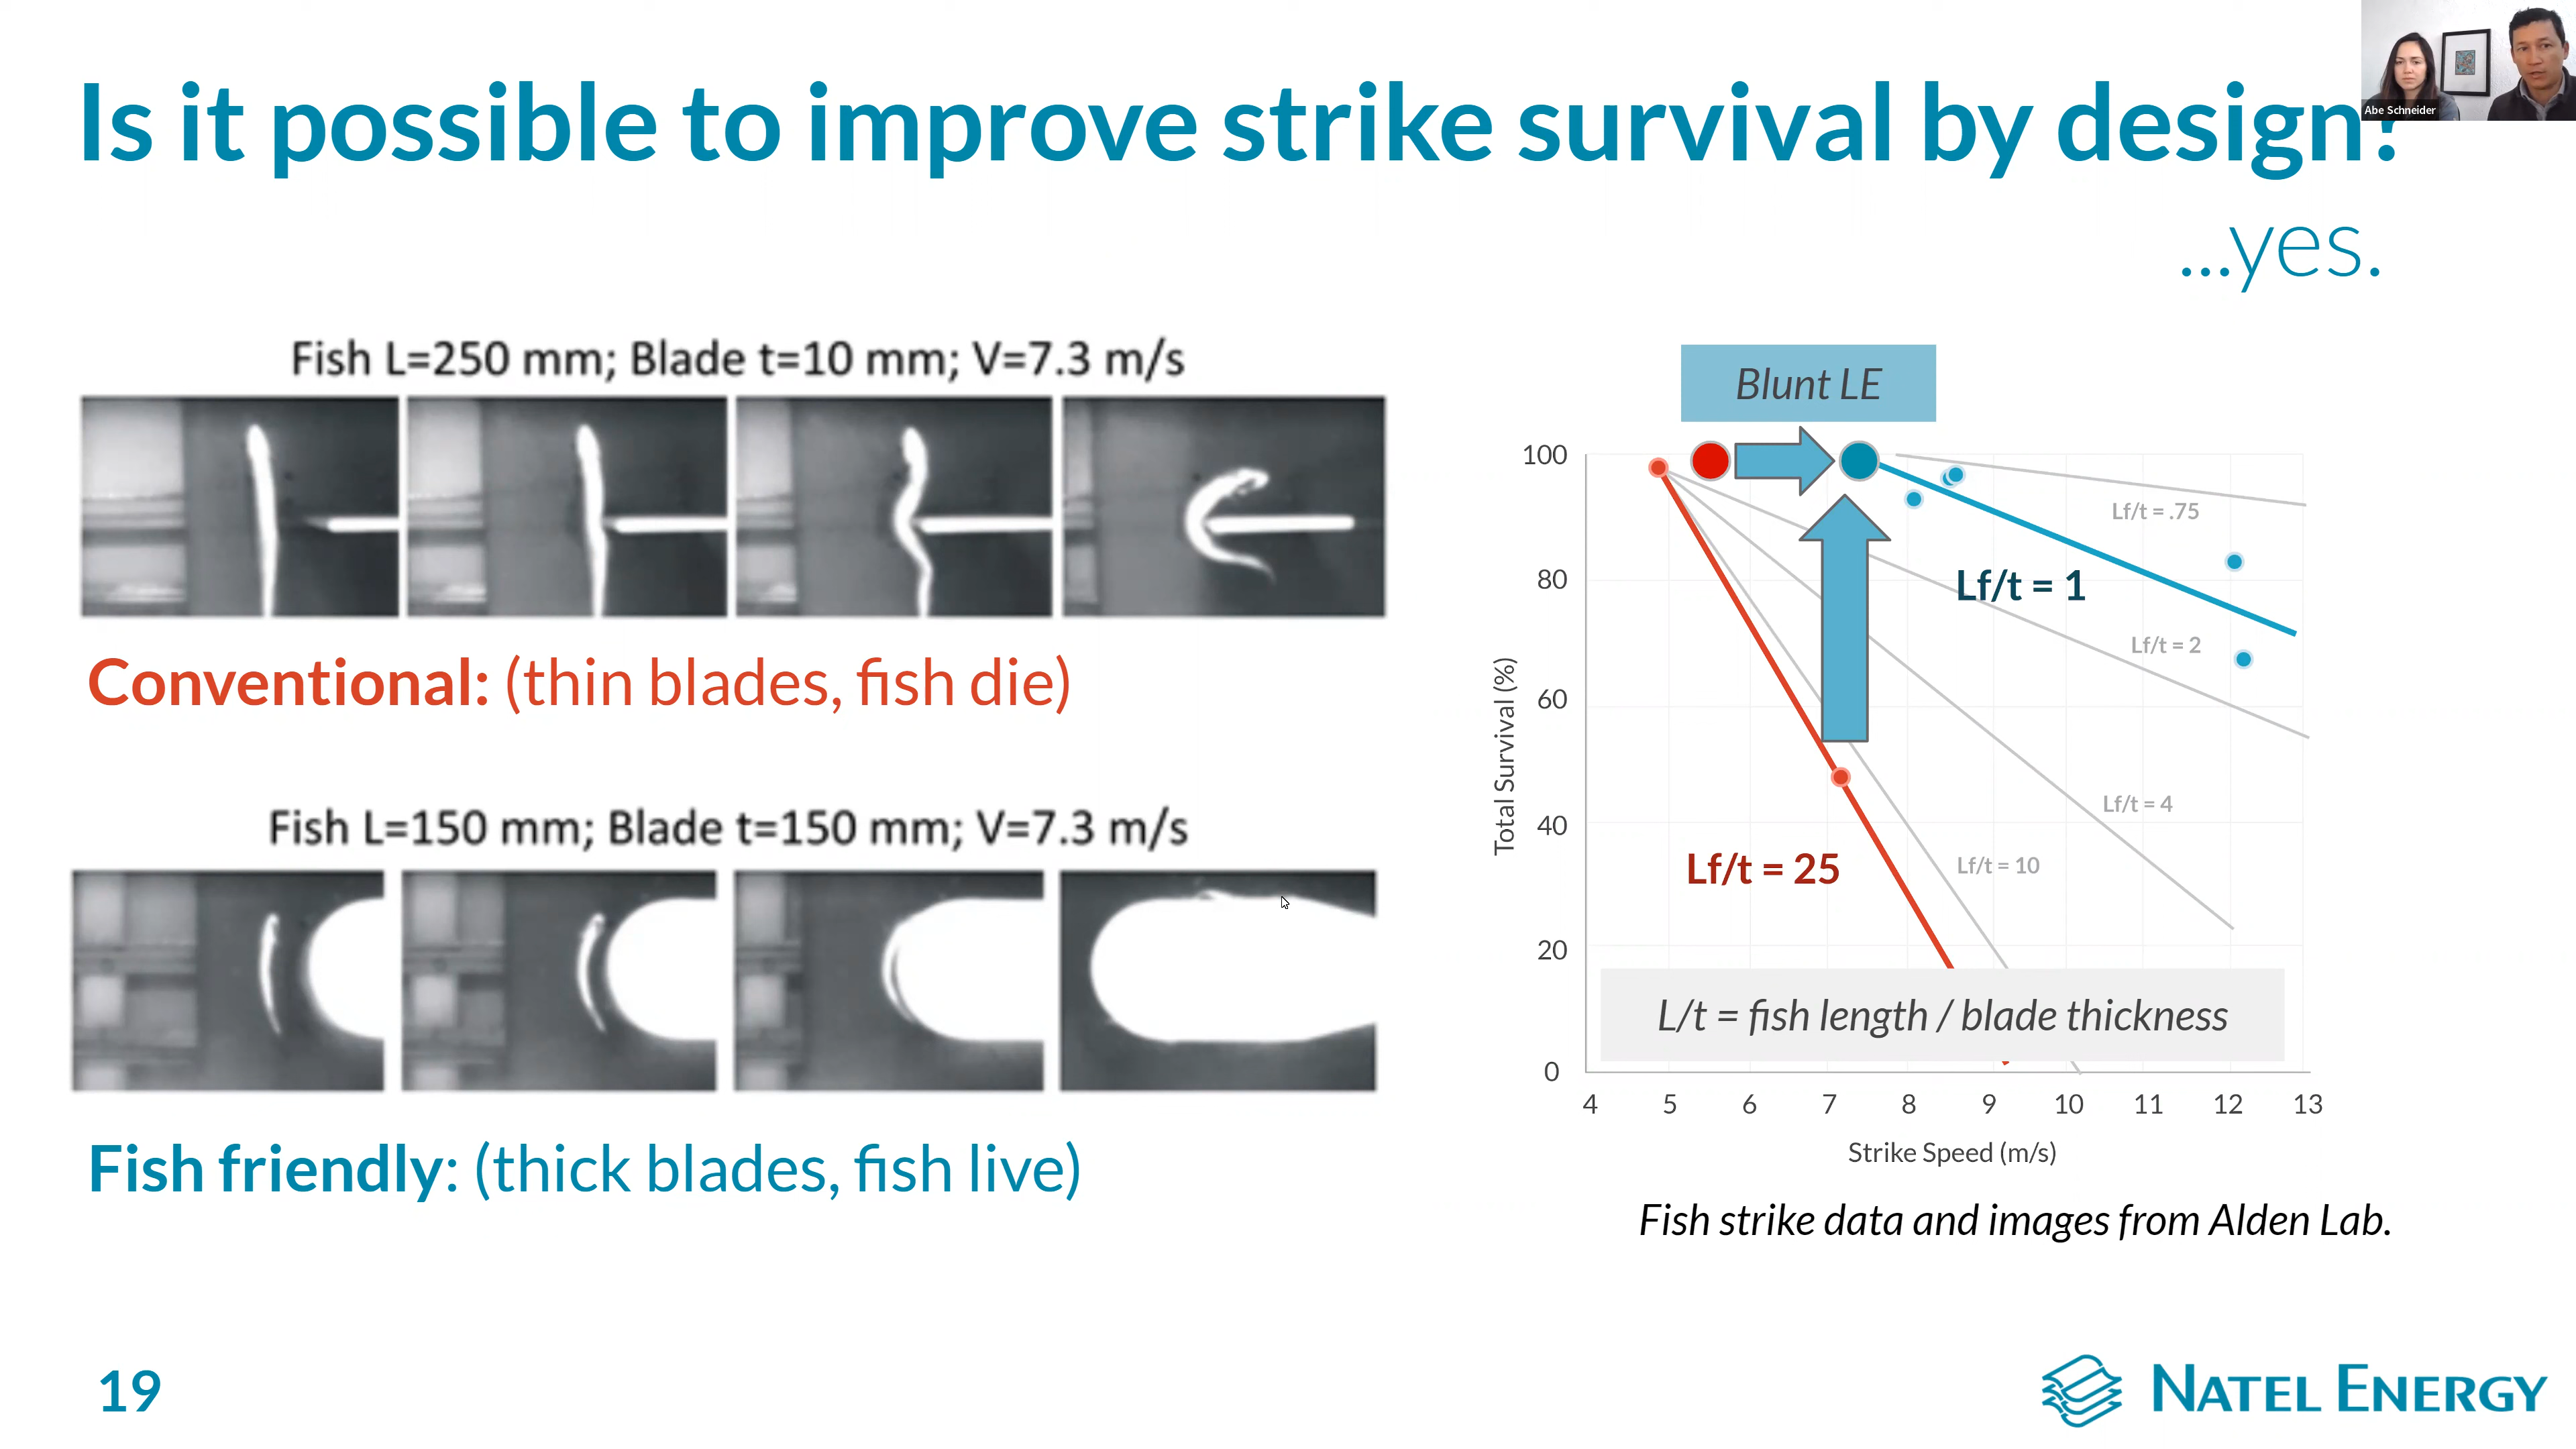 Abe Schneider
Is it possible to improve strike survival by design?
...yes.
Fish L=250 mm; Blade t=10 mm; V=7.3 m/s
Conventional: (thin blades, fish die)
Fish L=150 mm; Blade t=150 mm; V=7.3 m/s
Fish friendly: (thick blades, fish live)
Blunt LE
Total Survival (%)
100
80
60
40
20
0
Lf/t = .75
Lf/t = 1
Lf/t = 2
Lf/t = 4
Lf/t = 10
Lf/t = 25
L/t = fish length / blade thickness
4 5 6 7 8 9 10 11 12 13
Strike Speed (m/s)
Fish strike data and images from Alden Lab.
19
NATEL ENERGY